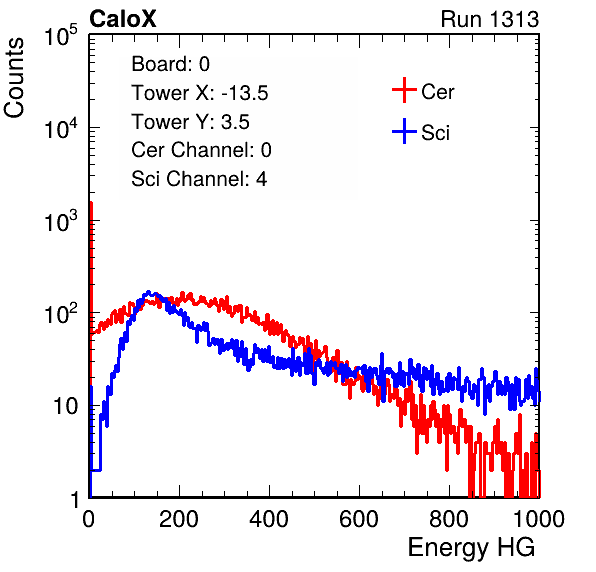 CaloX Run 1313
Counts
Board: 0
Tower X: -13.5
Tower Y: 3.5
Cer Channel: 0
Sci Channel: 4
Cer
Sci
10^5
10^4
10^3
10^2
10
1
0 200 400 600 800 1000
Energy HG